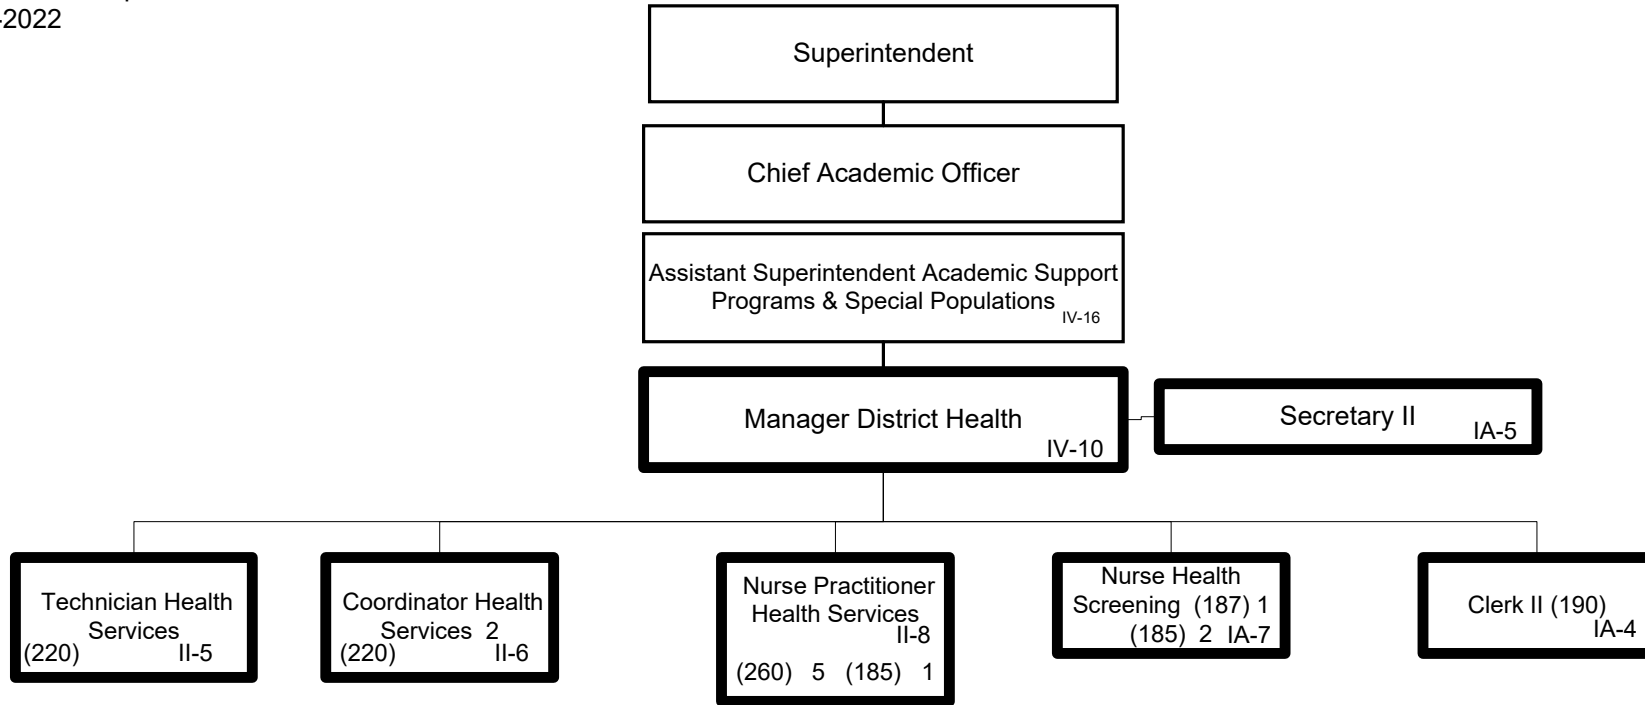 -2022
Superintendent
Chief Academic Officer
Assistant Superintendent Academic Support
Programs & Special Populations
IV-16
Manager District Health
IV-10
Secretary II
IA-5
Technician Health
Services
(220) II-5
Coordinator Health
Services 2
(220) II-6
Nurse Practitioner
Health Services
II-8
(260) 5 (185) 1
Nurse Health
Screening (187) 1
(185) 2 IA-7
Clerk II (190)
IA-4